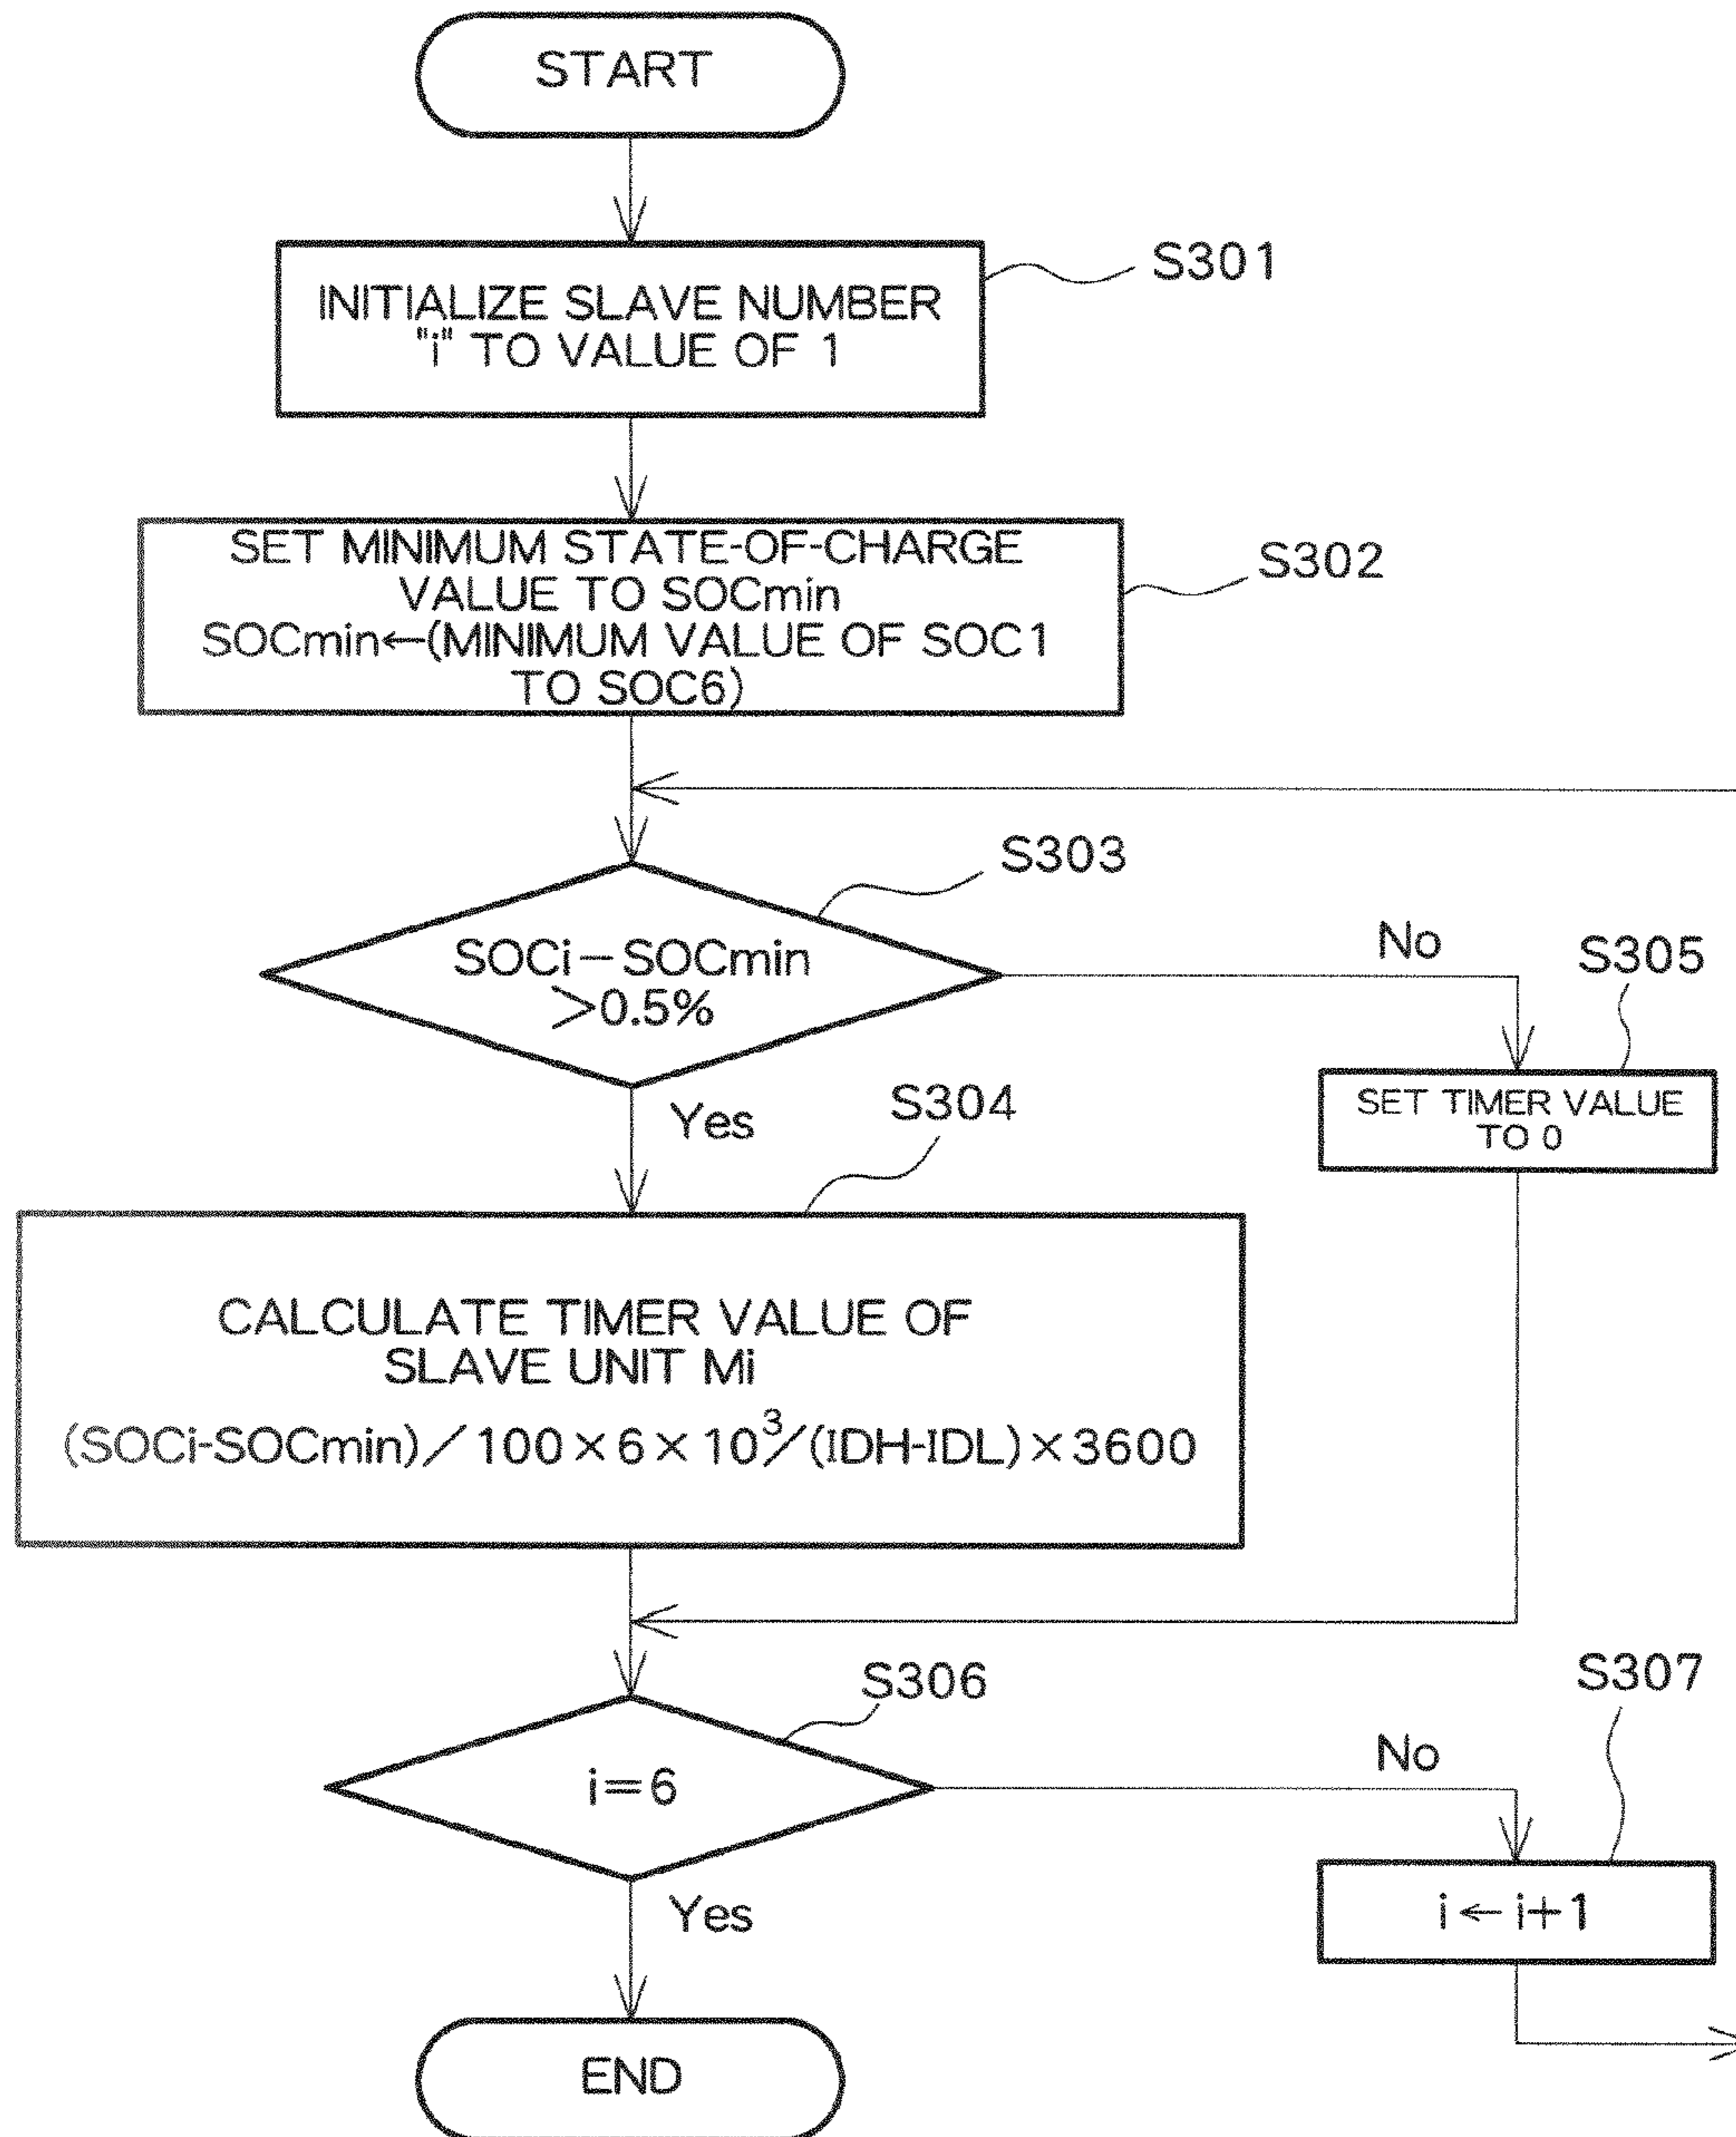 START
INITIALIZE SLAVE NUMBER
"i" TO VALUE OF 1
S301
SET MINIMUM STATE-OF-CHARGE
VALUE TO SOCmin
SOCmin←(MINIMUM VALUE OF SOC1
TO SOC6)
S302
SOCi−SOCmin
>0.5%
S303
No
S305
SET TIMER VALUE
TO 0
Yes
S304
CALCULATE TIMER VALUE OF
SLAVE UNIT Mi
(SOCi-SOCmin)/100×6×10³/(IDH-IDL)×3600
S306
i=6
No
S307
i←i+1
Yes
END